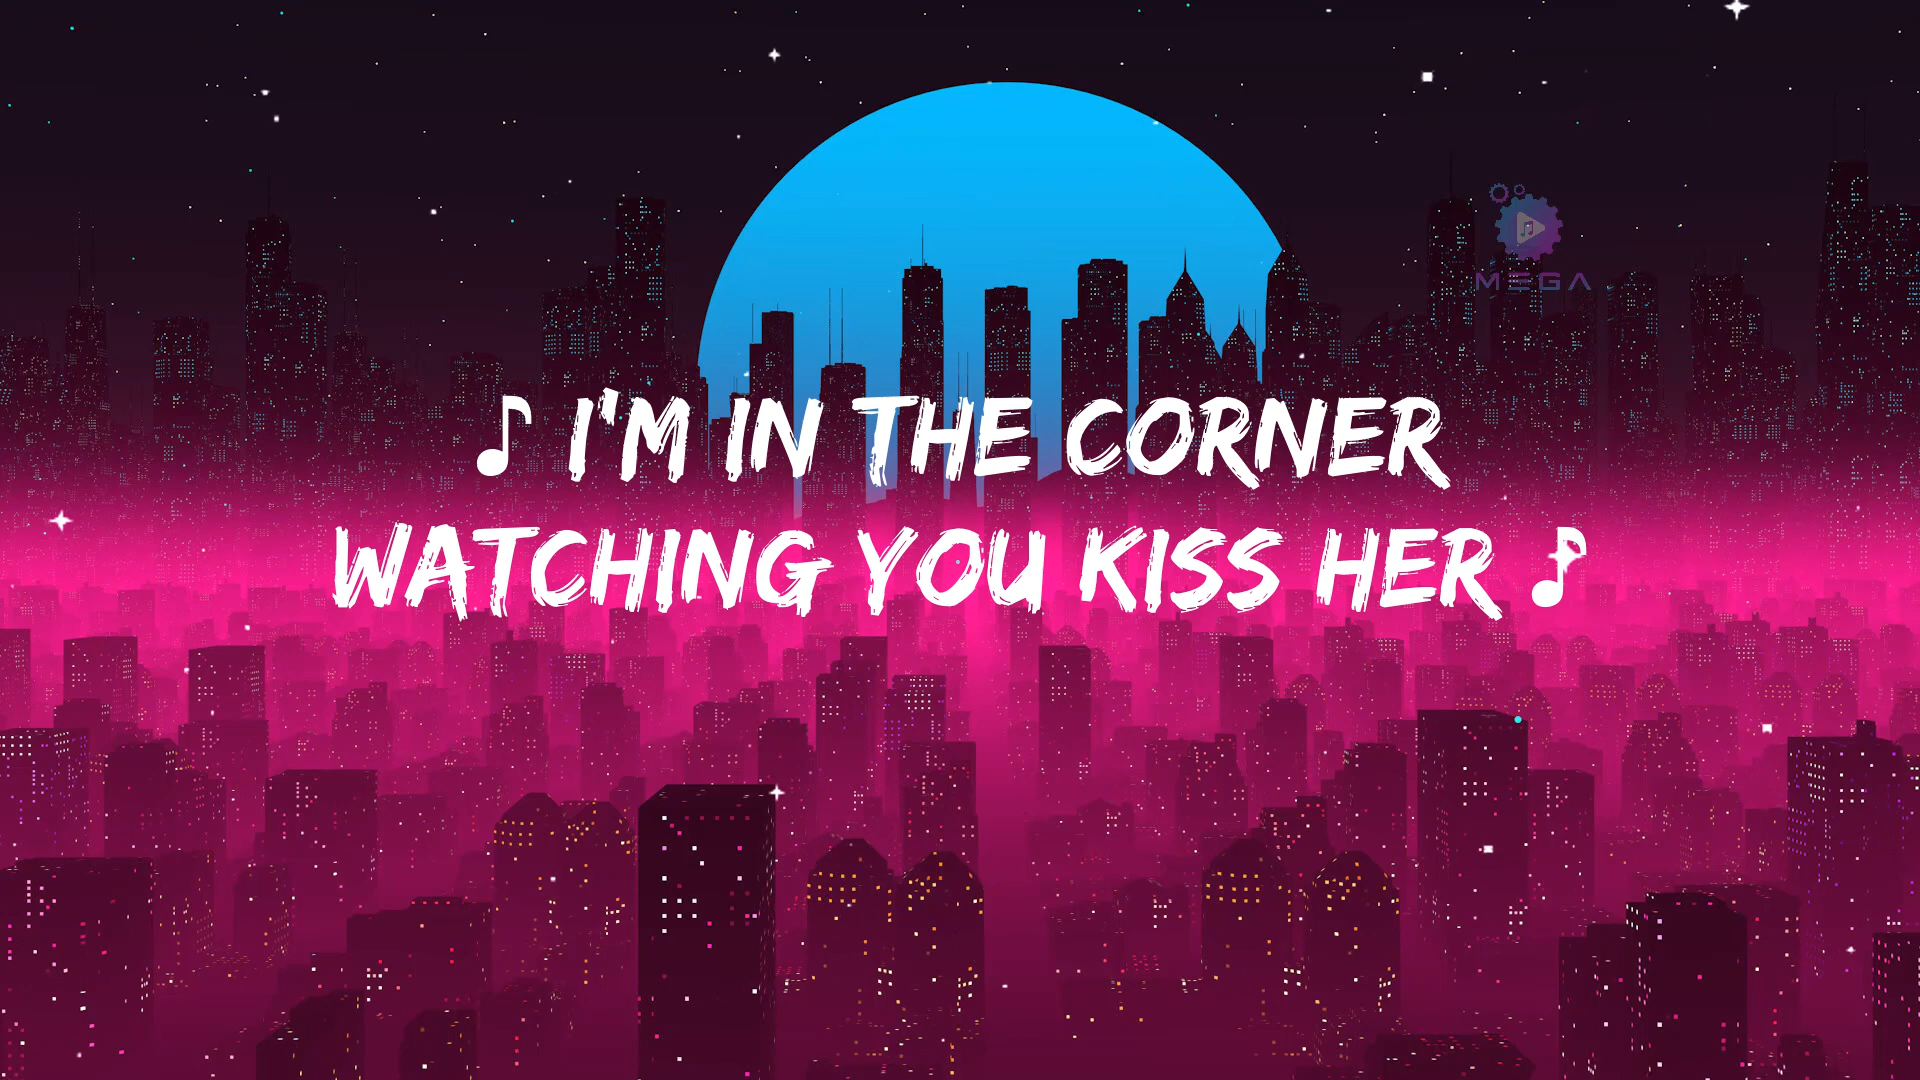 ♪ I'M IN THE CORNER
WATCHING YOU KISS HER ♪
MEGA